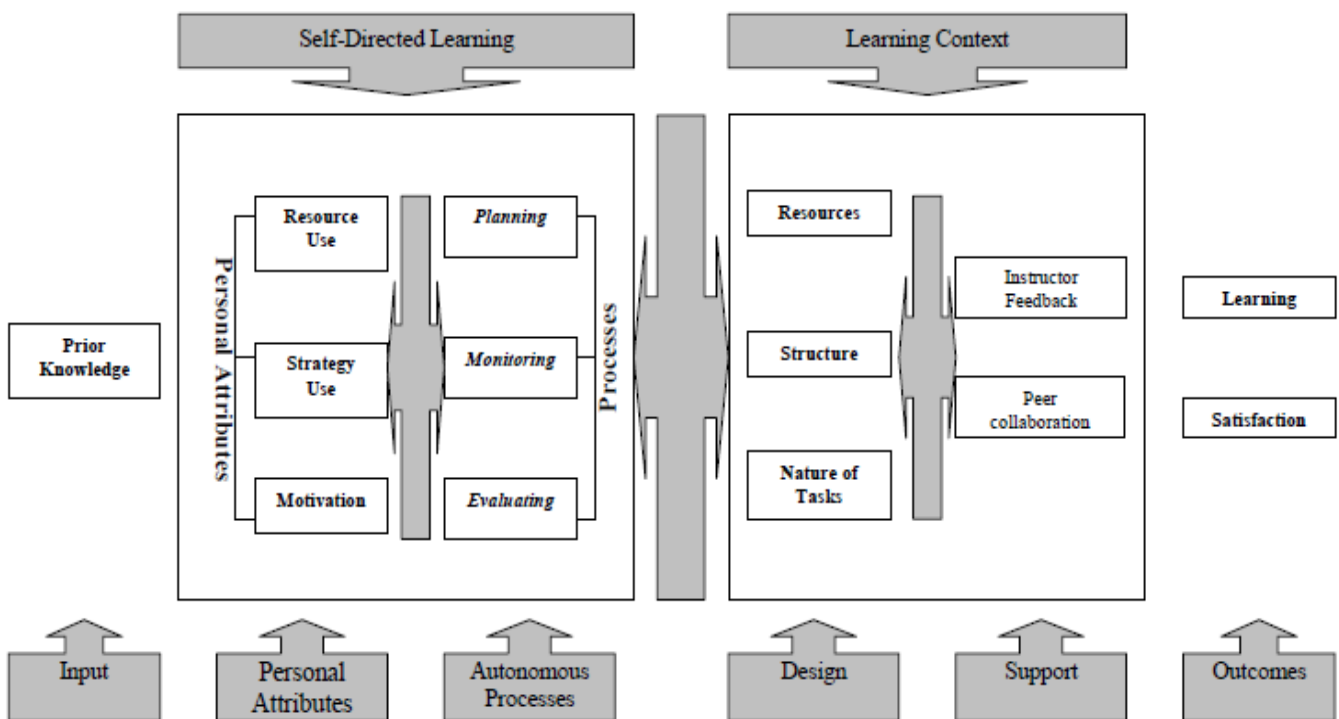 Self-Directed Learning
Learning Context
Personal Attributes
Resource
Use
Strategy
Use
Motivation
Planning
Monitoring
Evaluating
Processes
Resources
Structure
Nature of
Tasks
Instructor
Feedback
Peer
collaboration
Prior
Knowledge
Learning
Satisfaction
Input
Personal
Attributes
Autonomous
Processes
Design
Support
Outcomes